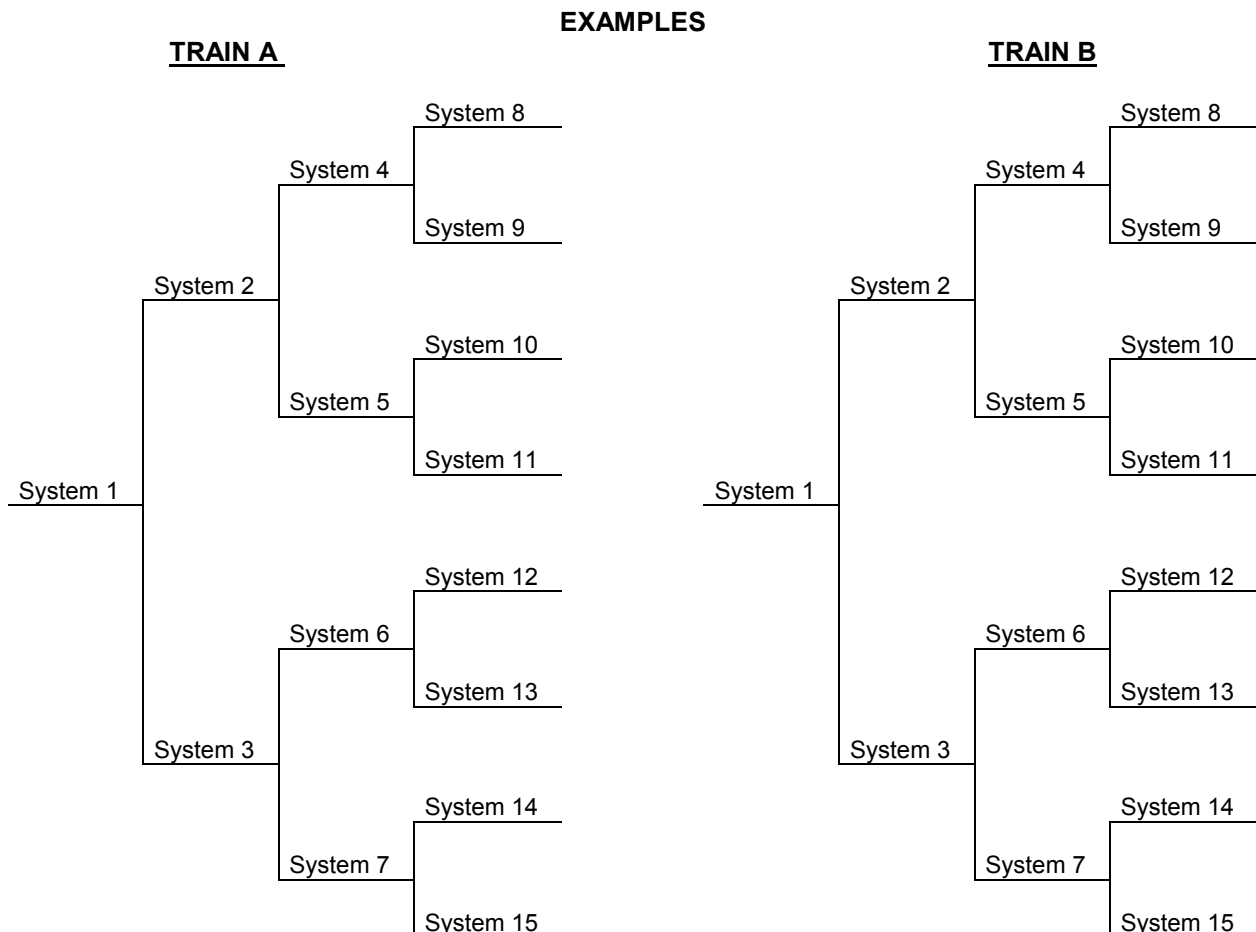 EXAMPLES
TRAIN A
TRAIN B
System 8
System 8
System 4
System 4
System 9
System 9
System 2
System 2
System 10
System 10
System 5
System 5
System 11
System 11
System 1
System 1
System 12
System 12
System 6
System 6
System 13
System 13
System 3
System 3
System 14
System 14
System 7
System 7
System 15
System 15